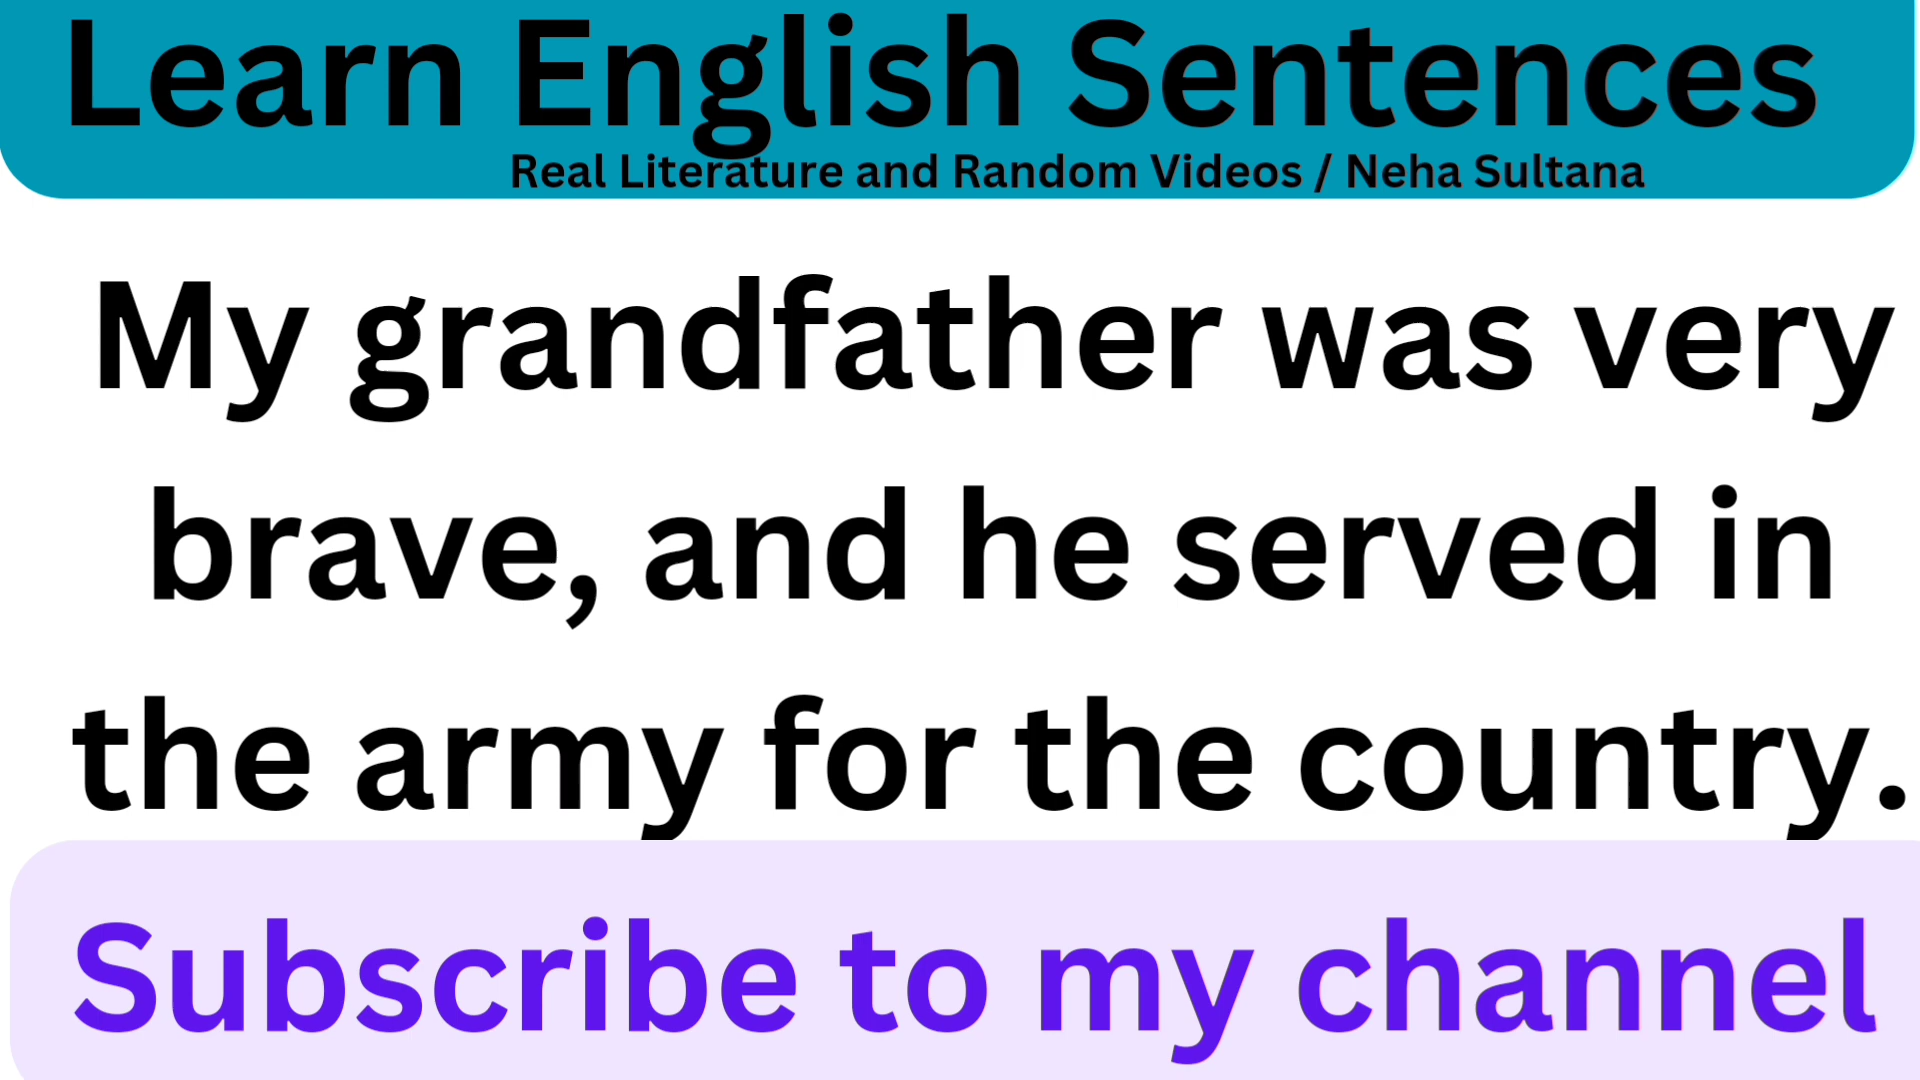 Learn English Sentences
Real Literature and Random Videos / Neha Sultana
My grandfather was very
brave, and he served in
the army for the country.
Subscribe to my channel